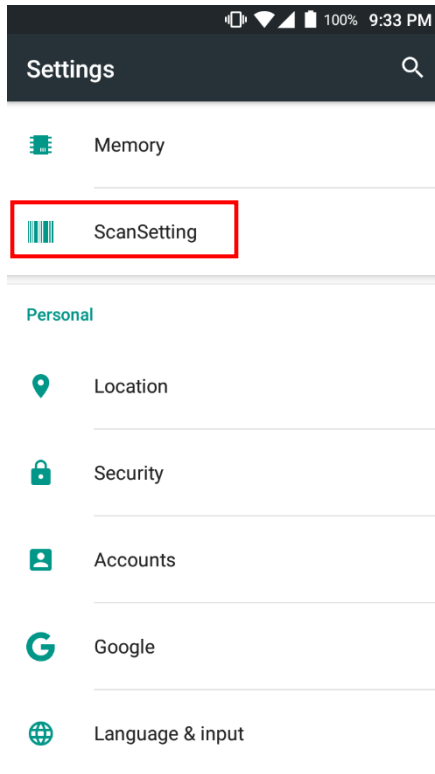 100% 9:33 PM
Settings
Memory
ScanSetting
Personal
Location
Security
Accounts
Google
Language & input